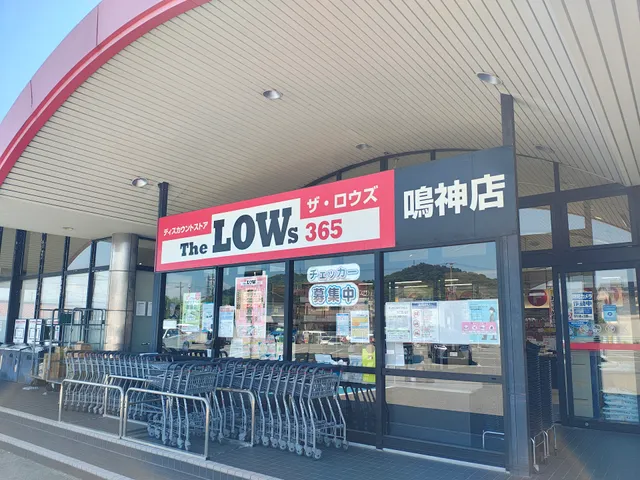 ディスカウントストア
ザ・ロウズ
The LOWs 365
鳴神店
チェッカー
募集中